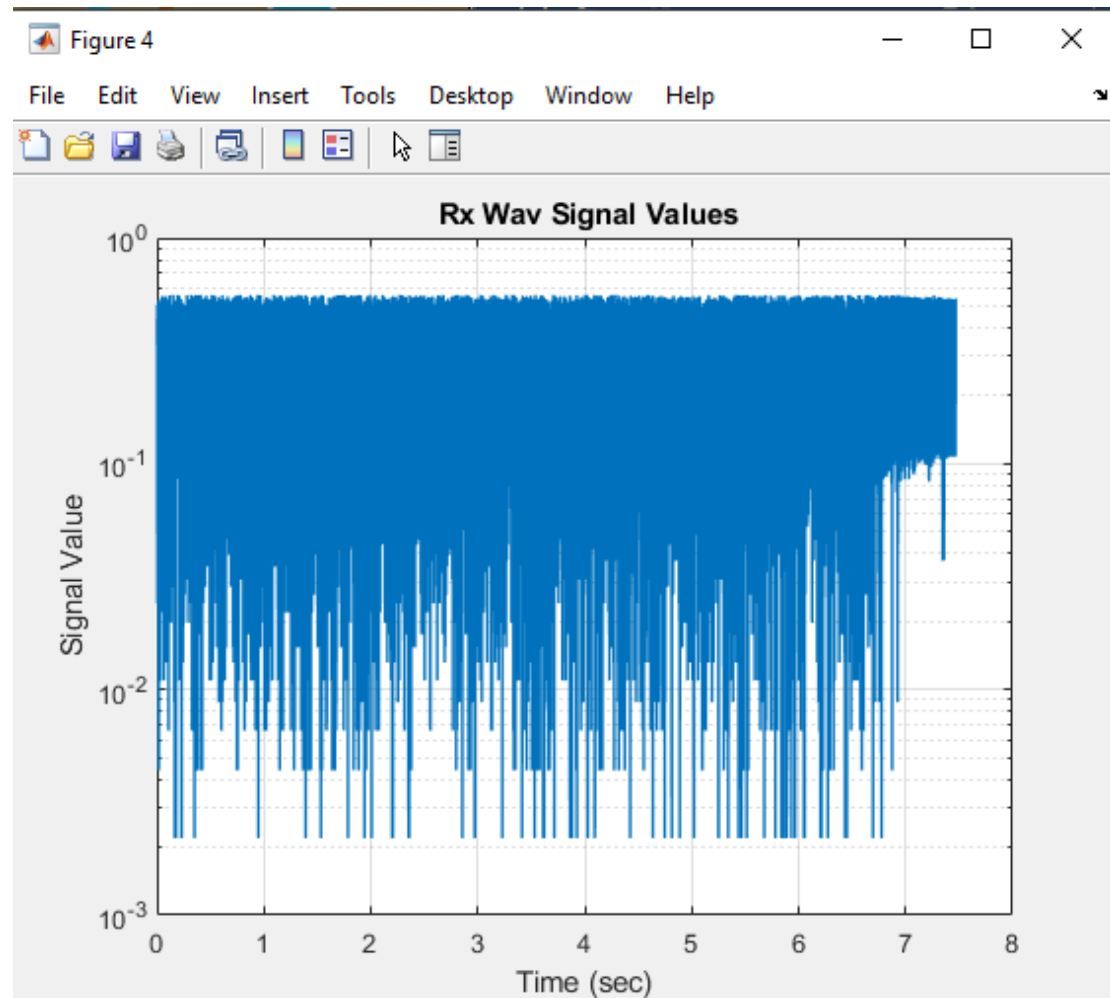 Figure 4
File Edit View Insert Tools Desktop Window Help
Rx Wav Signal Values
10^0
10^-1
10^-2
10^-3
Signal Value
0 1 2 3 4 5 6 7 8
Time (sec)